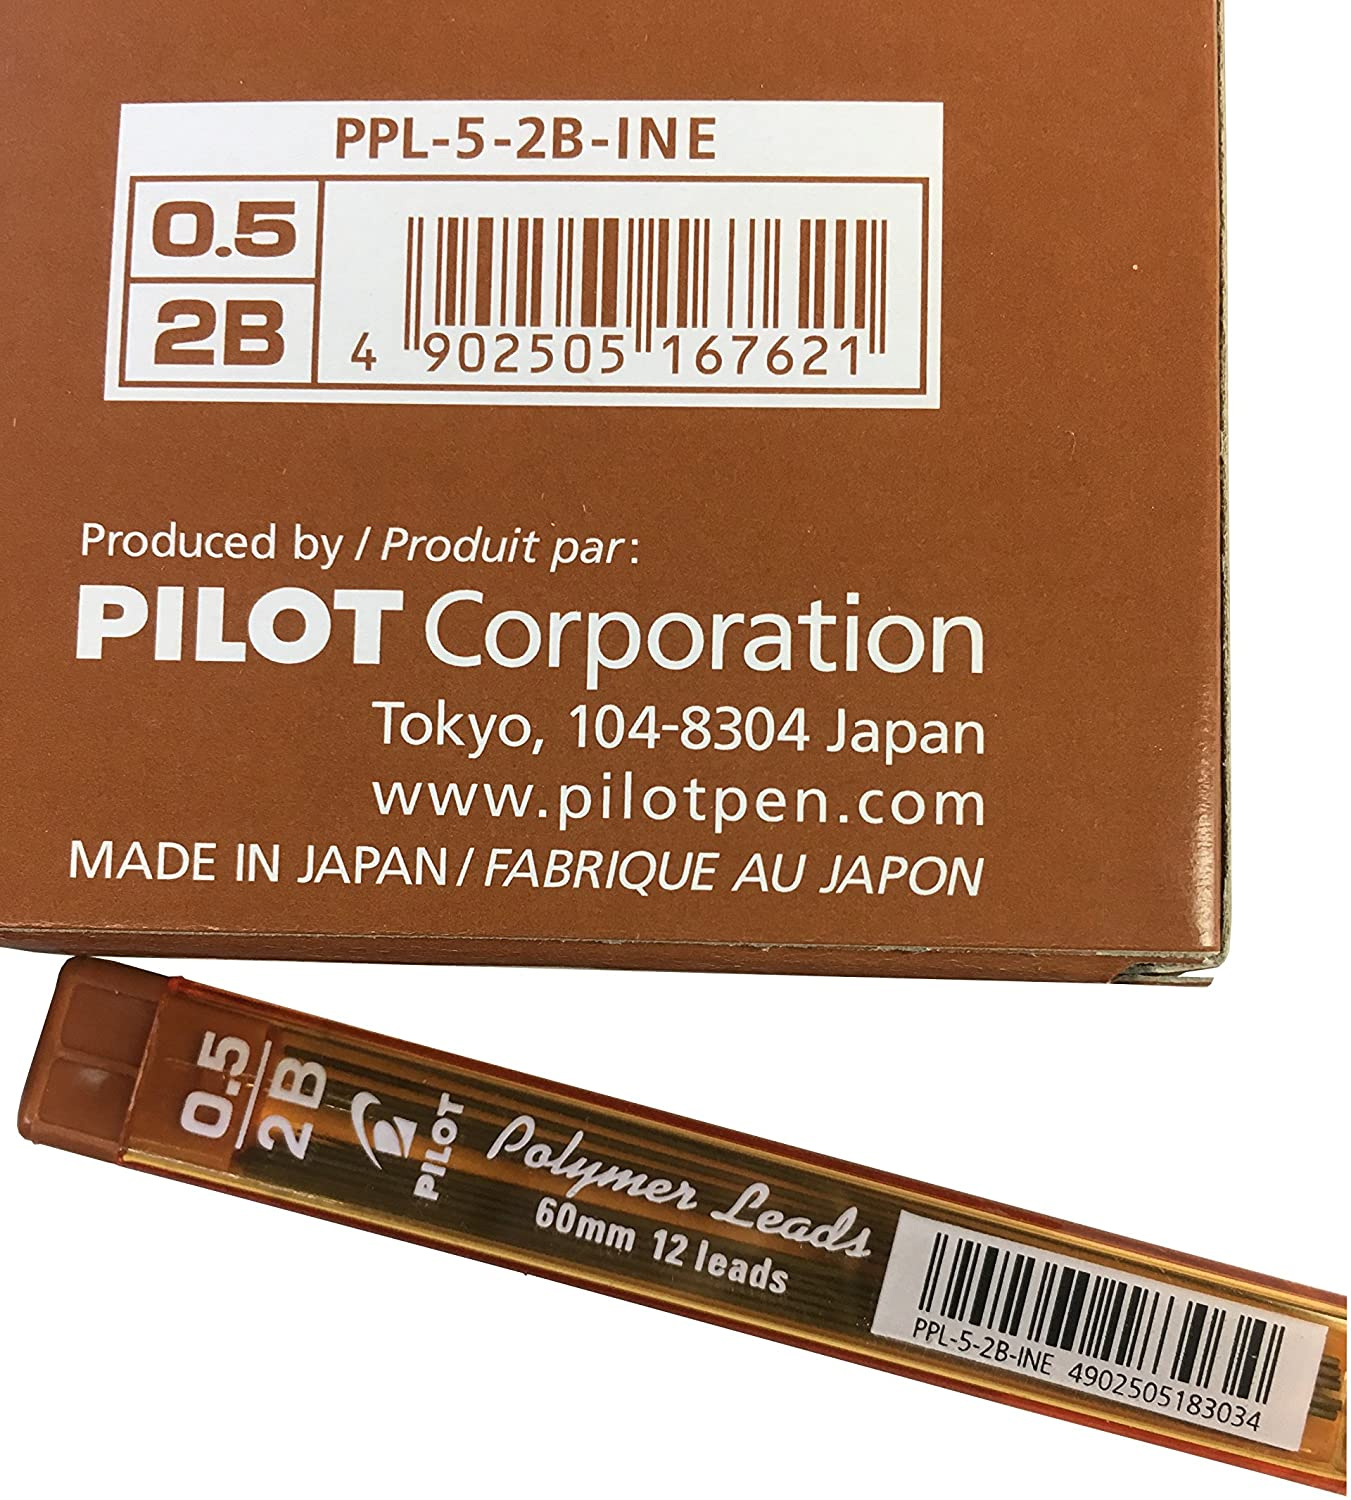 PPL-5-2B-INE
0.5
2B
4 902505 167621
Produced by / Produit par:
PILOT Corporation
Tokyo, 104-8304 Japan
www.pilotpen.com
MADE IN JAPAN / FABRIQUE AU JAPON
0.5
2B
PILOT
Polymer Leads
60mm 12 leads
PPL-5-2B-INE 4902505183034